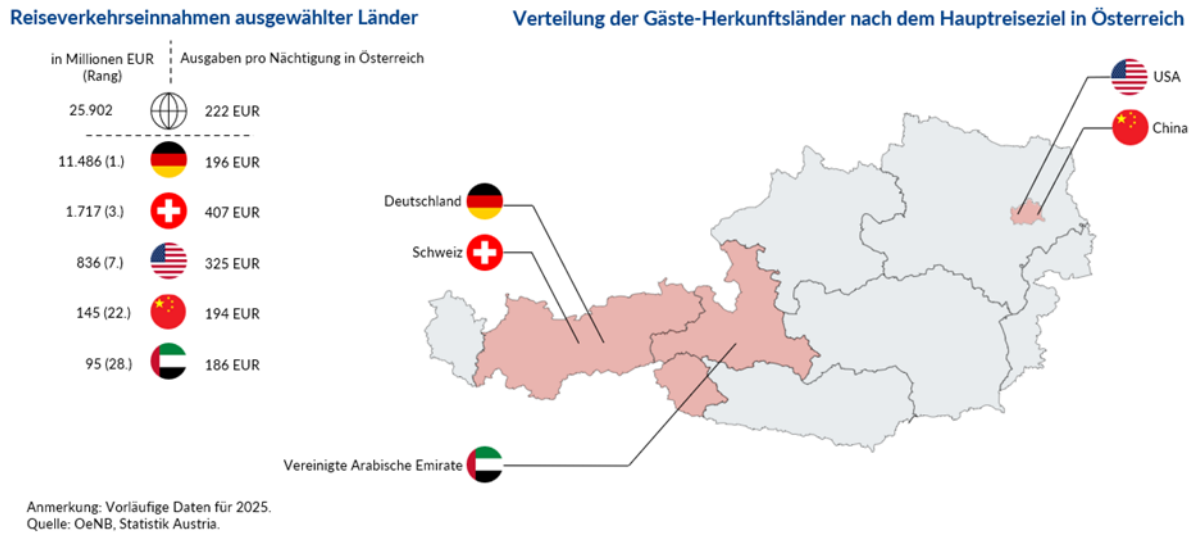 Reiseverkehrseinnahmen ausgewählter Länder
in Millionen EUR
(Rang)
Ausgaben pro Nächtigung in Österreich
25.902 222 EUR
11.486 (1.) 196 EUR
1.717 (3.) 407 EUR
836 (7.) 325 EUR
145 (22.) 194 EUR
95 (28.) 186 EUR
Verteilung der Gäste-Herkunftsländer nach dem Hauptreiseziel in Österreich
USA
China
Deutschland
Schweiz
Vereinigte Arabische Emirate
Anmerkung: Vorläufige Daten für 2025.
Quelle: OeNB, Statistik Austria.